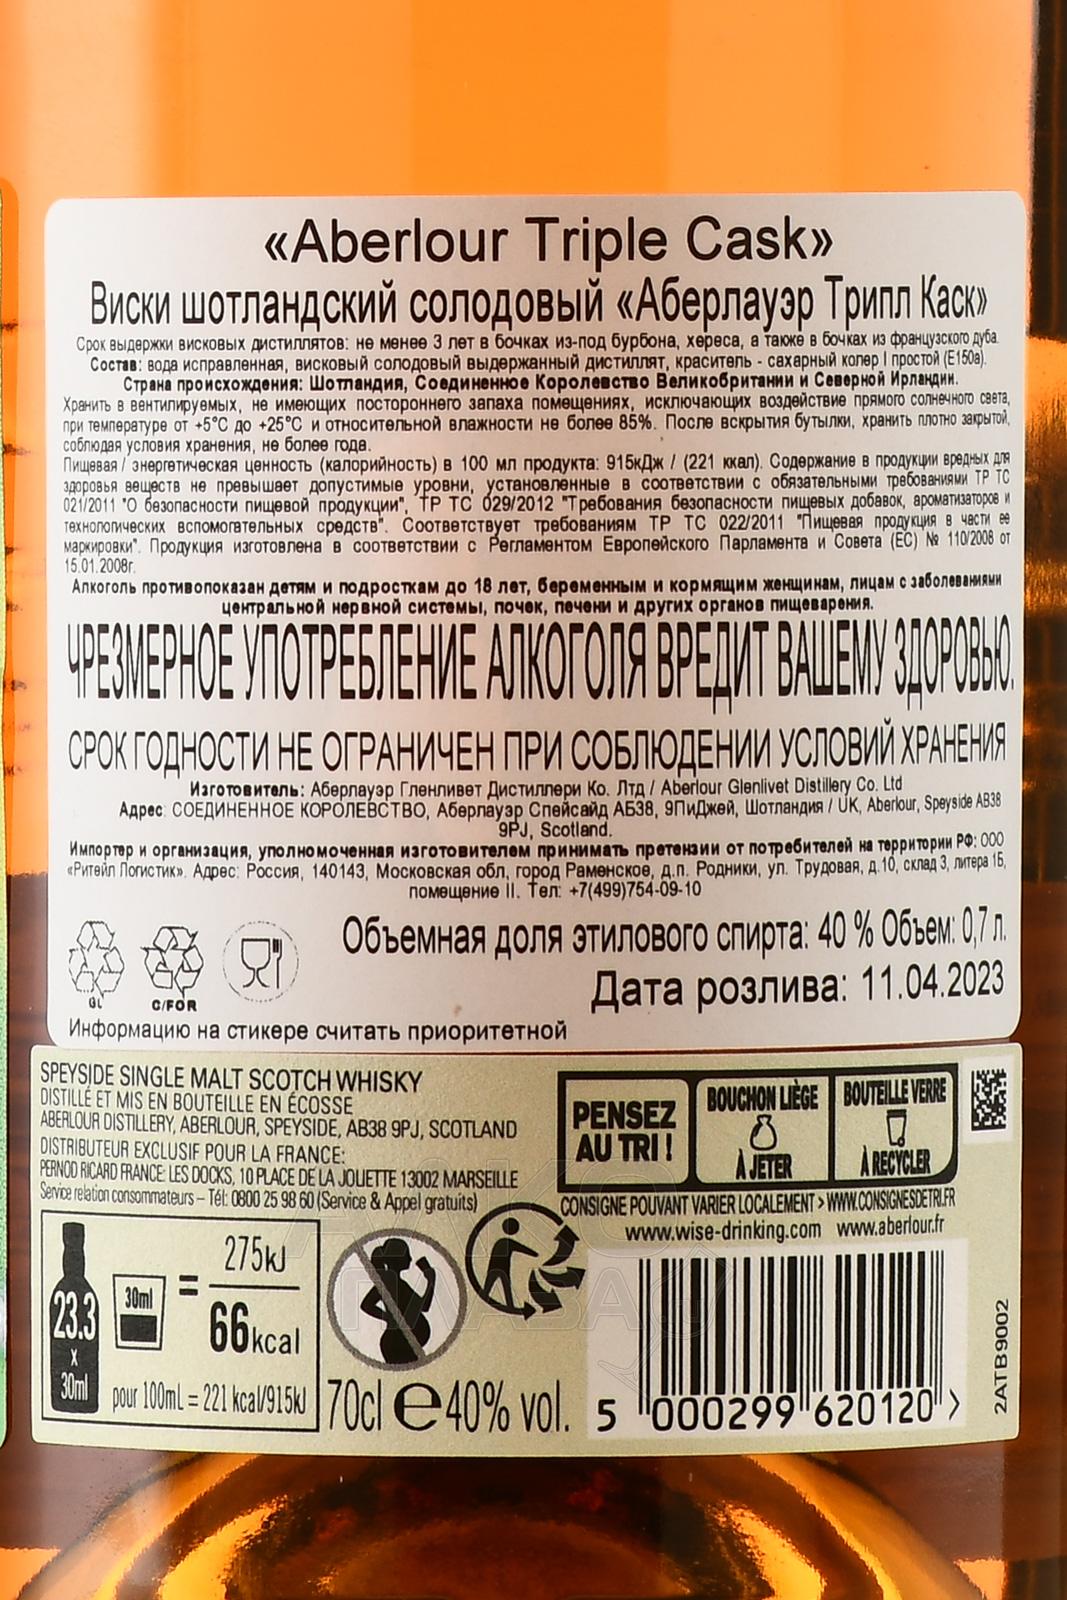 «Aberlour Triple Cask»
Виски шотландский солодовый «Аберлауэр Трипл Каск»
Срок выдержки висковых дистиллятов: не менее 3 лет в бочках из-под бурбона, хереса, а также в бочках из французского дуба.
Состав: вода исправленная, висковый солодовый выдержанный дистиллят, краситель - сахарный колер I простой (Е150а).
Страна происхождения: Шотландия, Соединенное Королевство Великобритании и Северной Ирландии.
Хранить в вентилируемых, не имеющих постороннего запаха помещениях, исключающих воздействие прямого солнечного света,
при температуре от +5°С до +25°С и относительной влажности не более 85%. После вскрытия бутылки, хранить плотно закрытой,
соблюдая условия хранения, не более года.
Пищевая / энергетическая ценность (калорийность) в 100 мл продукта: 915кДж / (221 ккал). Содержание в продукции вредных для
здоровья веществ не превышает допустимые уровни, установленные в соответствии с обязательными требованиями ТР ТС
021/2011 "О безопасности пищевой продукции", ТР ТС 029/2012 "Требования безопасности пищевых добавок, ароматизаторов и
технологических вспомогательных средств". Соответствует требованиям ТР ТС 022/2011 "Пищевая продукция в части ее
маркировки". Продукция изготовлена в соответствии с Регламентом Европейского Парламента и Совета (ЕС) № 110/2008 от
15.01.2008г.
Алкоголь противопоказан детям и подросткам до 18 лет, беременным и кормящим женщинам, лицам с заболеваниями
центральной нервной системы, почек, печени и других органов пищеварения.
ЧРЕЗМЕРНОЕ УПОТРЕБЛЕНИЕ АЛКОГОЛЯ ВРЕДИТ ВАШЕМУ ЗДОРОВЬЮ.
СРОК ГОДНОСТИ НЕ ОГРАНИЧЕН ПРИ СОБЛЮДЕНИИ УСЛОВИЙ ХРАНЕНИЯ
Изготовитель: Аберлауэр Гленливет Дистиллери Ко. Лтд / Aberlour Glenlivet Distillery Co. Ltd
Адрес: СОЕДИНЕННОЕ КОРОЛЕВСТВО, Аберлауэр Спейсайд АБ38, 9ПиДжей, Шотландия / UK, Aberlour, Speyside AB38
9PJ, Scotland.
Импортер и организация, уполномоченная изготовителем принимать претензии от потребителей на территории РФ: ООО
«Ритейл Логистик». Адрес: Россия, 140143, Московская обл, город Раменское, д.п. Родники, ул. Трудовая, д.10, склад 3, литера 1Б,
помещение II. Тел: +7(499)754-09-10
Объемная доля этилового спирта: 40 % Объем: 0,7 л.
GL C/FOR
Дата розлива: 11.04.2023
Информацию на стикере считать приоритетной
SPEYSIDE SINGLE MALT SCOTCH WHISKY
DISTILLÉ ET MIS EN BOUTEILLE EN ÉCOSSE
ABERLOUR DISTILLERY, ABERLOUR, SPEYSIDE, AB38 9PJ, SCOTLAND
DISTRIBUTEUR EXCLUSIF POUR LA FRANCE:
PERNOD RICARD FRANCE: LES DOCKS, 10 PLACE DE LA JOLIETTE 13002 MARSEILLE
Service relation consommateurs – Tél: 0800 25 98 60 (Service & Appel gratuits)
PENSEZ
AU TRI !
BOUCHON LIÈGE
À JETER
BOUTEILLE VERRE
À RECYCLER
CONSIGNE POUVANT VARIER LOCALEMENT > WWW.CONSIGNESDETRI.FR
www.wise-drinking.com www.aberlour.fr
23.3
x
30ml
30ml
=
275kJ
66kcal
pour 100mL = 221 kcal/915kJ
70cl e 40% vol.
5 000299 620120 >
2ATB9002